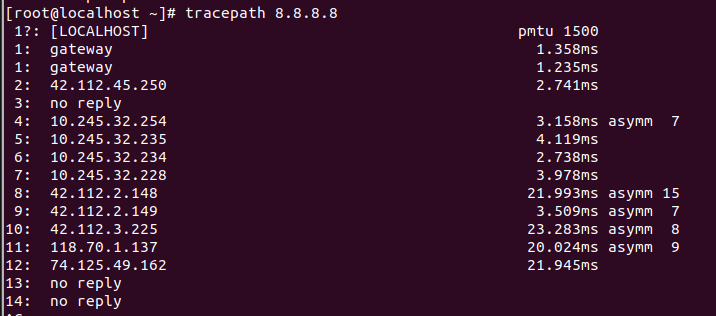 [root@localhost ~]# tracepath 8.8.8.8
1?: [LOCALHOST] pmtu 1500
1: gateway 1.358ms
1: gateway 1.235ms
2: 42.112.45.250 2.741ms
3: no reply
4: 10.245.32.254 3.158ms asymm 7
5: 10.245.32.235 4.119ms
6: 10.245.32.234 2.738ms
7: 10.245.32.228 3.978ms
8: 42.112.2.148 21.993ms asymm 15
9: 42.112.2.149 3.509ms asymm 7
10: 42.112.3.225 23.283ms asymm 8
11: 118.70.1.137 20.024ms asymm 9
12: 74.125.49.162 21.945ms
13: no reply
14: no reply